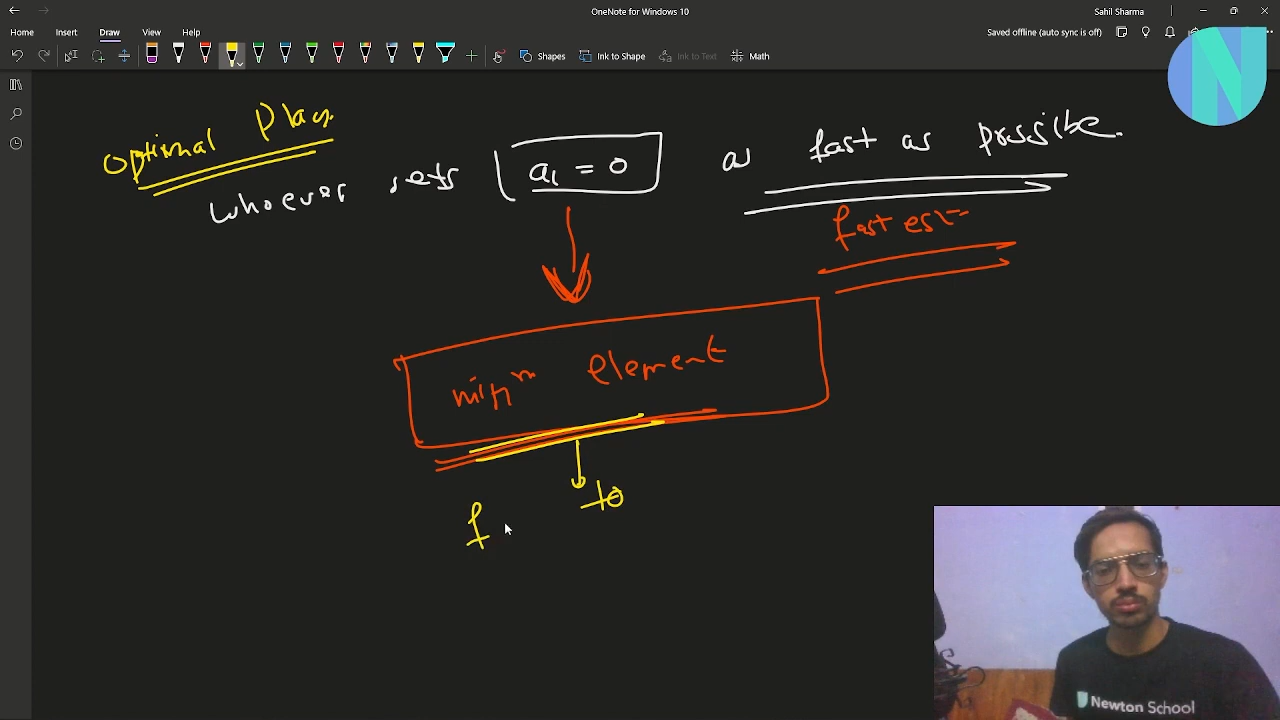 OneNote for Windows 10
Sahil Sharma
Home Insert Draw View Help
Saved offline (auto sync is off)
Shapes Ink to Shape Ink to Text Math
Optimal Play.
whoever sets a1 = 0 as fast as possible.
fastest
minm element
to
f
Newton School